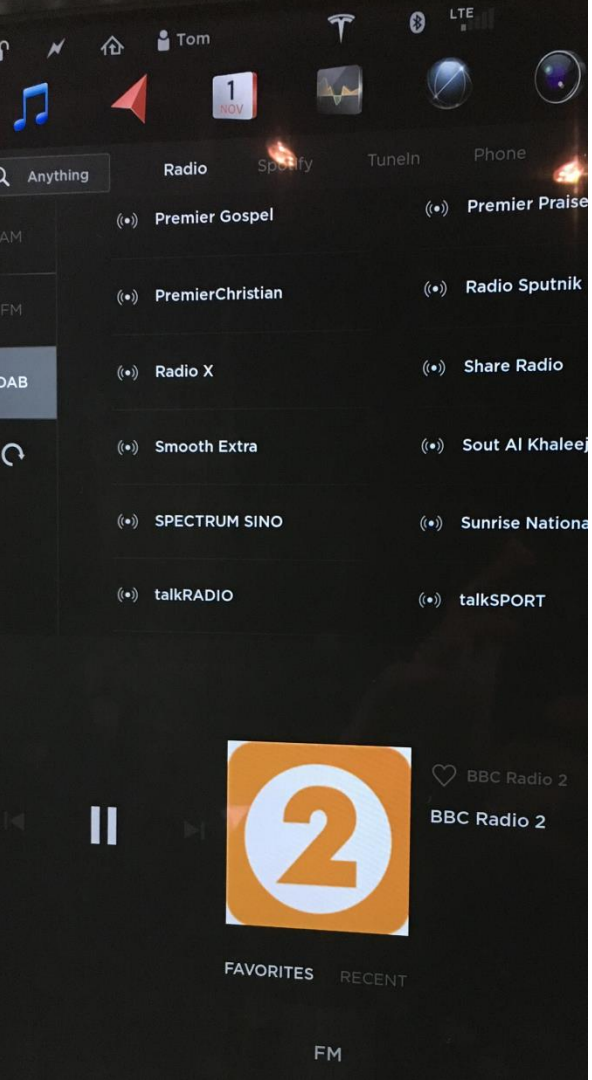 Tom
LTE
1
NOV
Anything
Radio
Spotify
TuneIn
Phone
AM
FM
DAB
Premier Gospel
Premier Praise
PremierChristian
Radio Sputnik
Radio X
Share Radio
Smooth Extra
Sout Al Khaleej
SPECTRUM SINO
Sunrise Nationa
talkRADIO
talkSPORT
2
BBC Radio 2
BBC Radio 2
FAVORITES
RECENT
FM